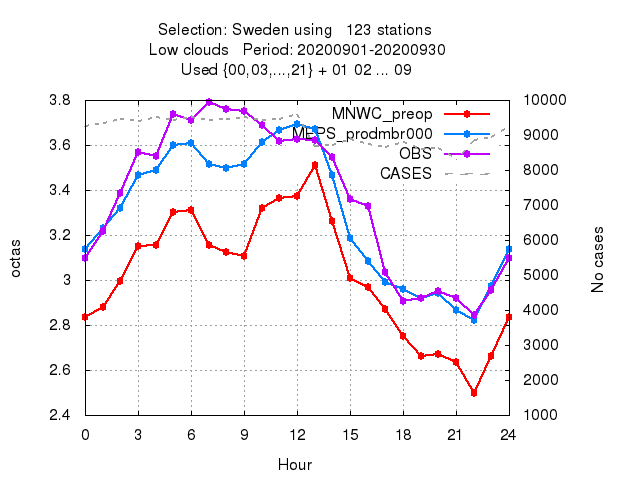 Selection: Sweden using   123 stations
Low clouds   Period: 20200901-20200930
Used {00,03,...,21} + 01 02 ... 09
MNWC_preop
MEPS_prodmbr000
OBS
CASES
octas
3.8
3.6
3.4
3.2
3
2.8
2.6
2.4
10000
9000
8000
7000
6000
5000
4000
3000
2000
1000
No cases
0 3 6 9 12 15 18 21 24
Hour